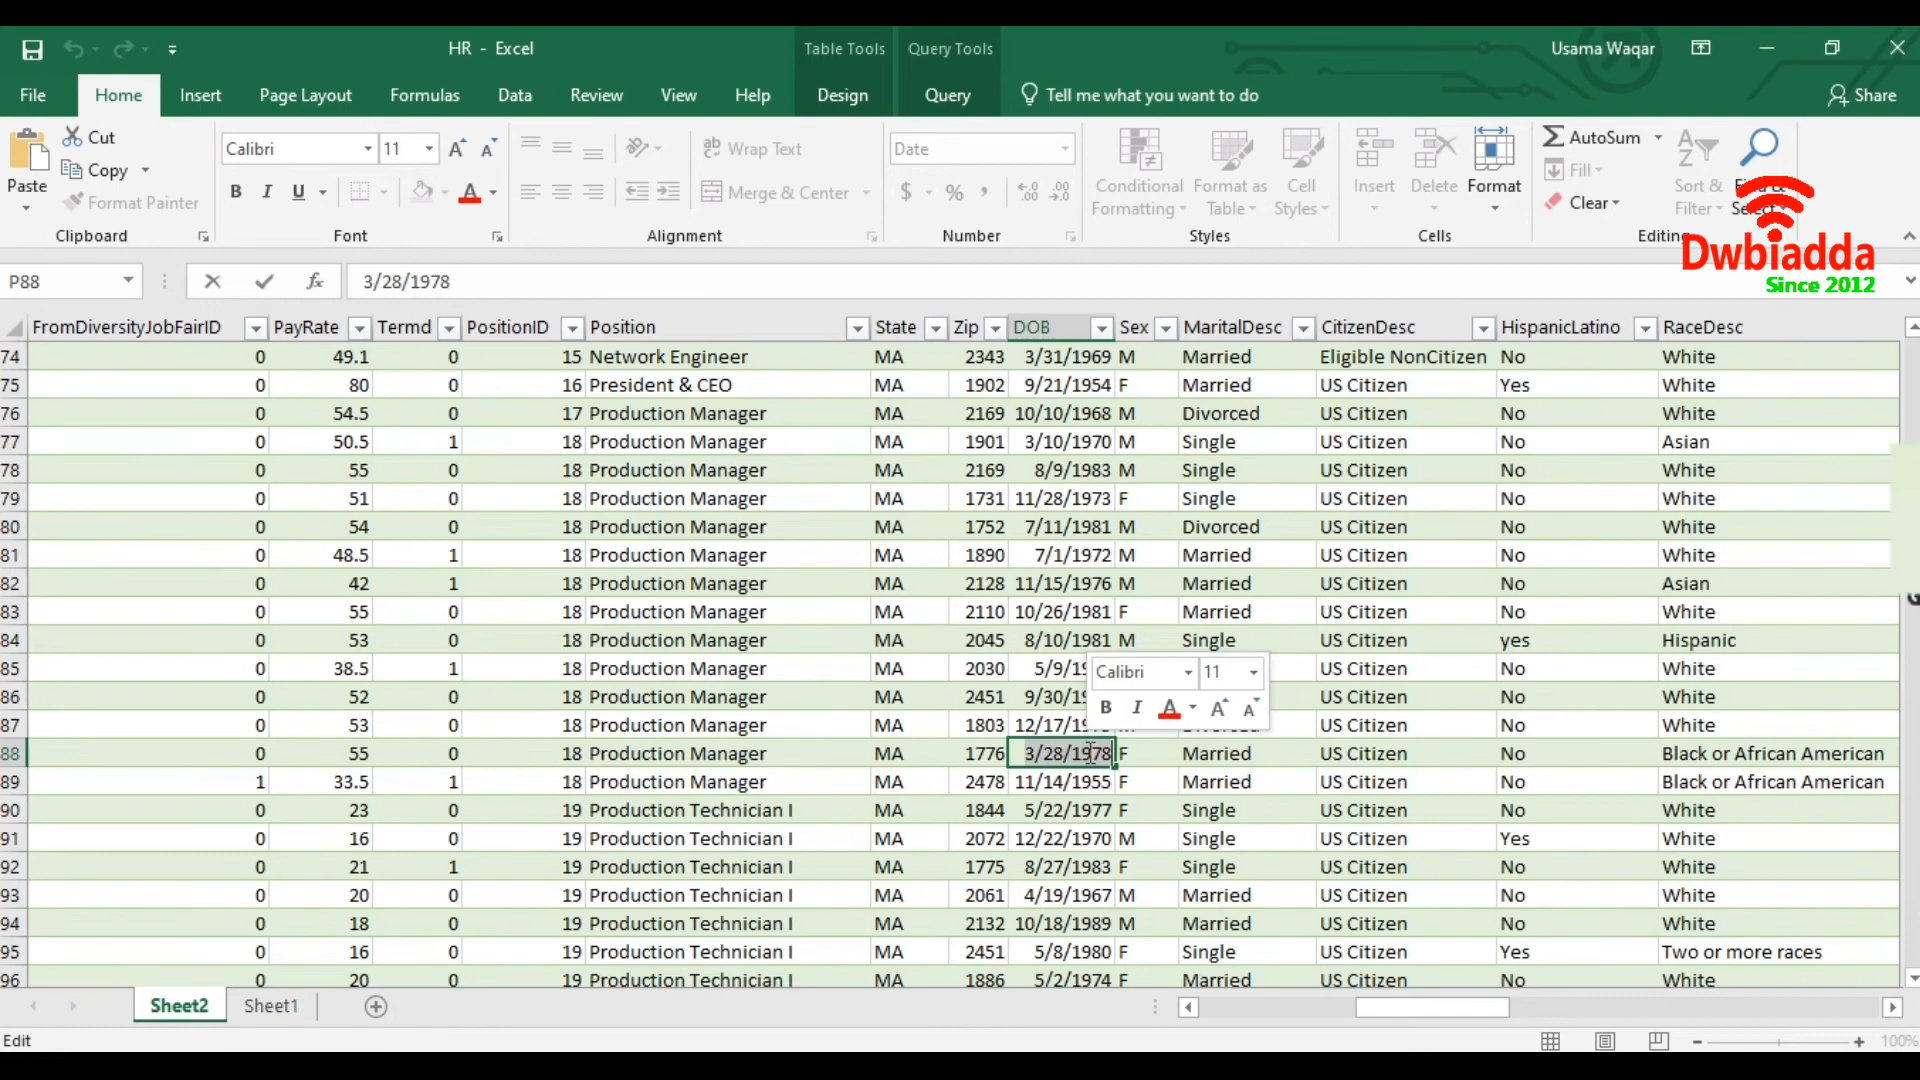 HR - Excel
Table Tools
Query Tools
Usama Waqar
File
Home
Insert
Page Layout
Formulas
Data
Review
View
Help
Design
Query
Tell me what you want to do
Share
Paste
Cut
Copy
Format Painter
Clipboard
Calibri
11
B I U
A
Font
Wrap Text
Merge & Center
Alignment
Date
$ % ,
Number
Conditional Formatting
Format as Table
Cell Styles
Styles
Insert
Delete
Format
Cells
AutoSum
Fill
Clear
Sort & Filter
Editing
Dwbiadda
Since 2012
P88
fx
3/28/1978
FromDiversityJobFairID PayRate Termd PositionID Position State Zip DOB Sex MaritalDesc CitizenDesc HispanicLatino RaceDesc
74 0 49.1 0 15 Network Engineer MA 2343 3/31/1969 M Married Eligible NonCitizen No White
75 0 80 0 16 President & CEO MA 1902 9/21/1954 F Married US Citizen Yes White
76 0 54.5 0 17 Production Manager MA 2169 10/10/1968 M Divorced US Citizen No White
77 0 50.5 1 18 Production Manager MA 1901 3/10/1970 M Single US Citizen No Asian
78 0 55 0 18 Production Manager MA 2169 8/9/1983 M Single US Citizen No White
79 0 51 0 18 Production Manager MA 1731 11/28/1973 F Single US Citizen No White
80 0 54 0 18 Production Manager MA 1752 7/11/1981 M Divorced US Citizen No White
81 0 48.5 1 18 Production Manager MA 1890 7/1/1972 M Married US Citizen No White
82 0 42 1 18 Production Manager MA 2128 11/15/1976 M Married US Citizen No Asian
83 0 55 0 18 Production Manager MA 2110 10/26/1981 F Married US Citizen No White
84 0 53 0 18 Production Manager MA 2045 8/10/1981 M Single US Citizen yes Hispanic
85 0 38.5 1 18 Production Manager MA 2030 5/9/19 US Citizen No White
86 0 52 0 18 Production Manager MA 2451 9/30/19 US Citizen No White
87 0 53 0 18 Production Manager MA 1803 12/17/19 US Citizen No White
88 0 55 0 18 Production Manager MA 1776 3/28/1978 F Married US Citizen No Black or African American
89 1 33.5 1 18 Production Manager MA 2478 11/14/1955 F Married US Citizen No Black or African American
90 0 23 0 19 Production Technician I MA 1844 5/22/1977 F Single US Citizen No White
91 0 16 0 19 Production Technician I MA 2072 12/22/1970 M Single US Citizen Yes White
92 0 21 1 19 Production Technician I MA 1775 8/27/1983 F Single US Citizen No White
93 0 20 0 19 Production Technician I MA 2061 4/19/1967 M Married US Citizen No White
94 0 18 0 19 Production Technician I MA 2132 10/18/1989 M Married US Citizen No White
95 0 16 0 19 Production Technician I MA 2451 5/8/1980 F Single US Citizen Yes Two or more races
96 0 20 0 19 Production Technician I MA 1886 5/2/1974 F Married US Citizen No White
Calibri 11
B I A A A
Sheet2
Sheet1
Edit
100%